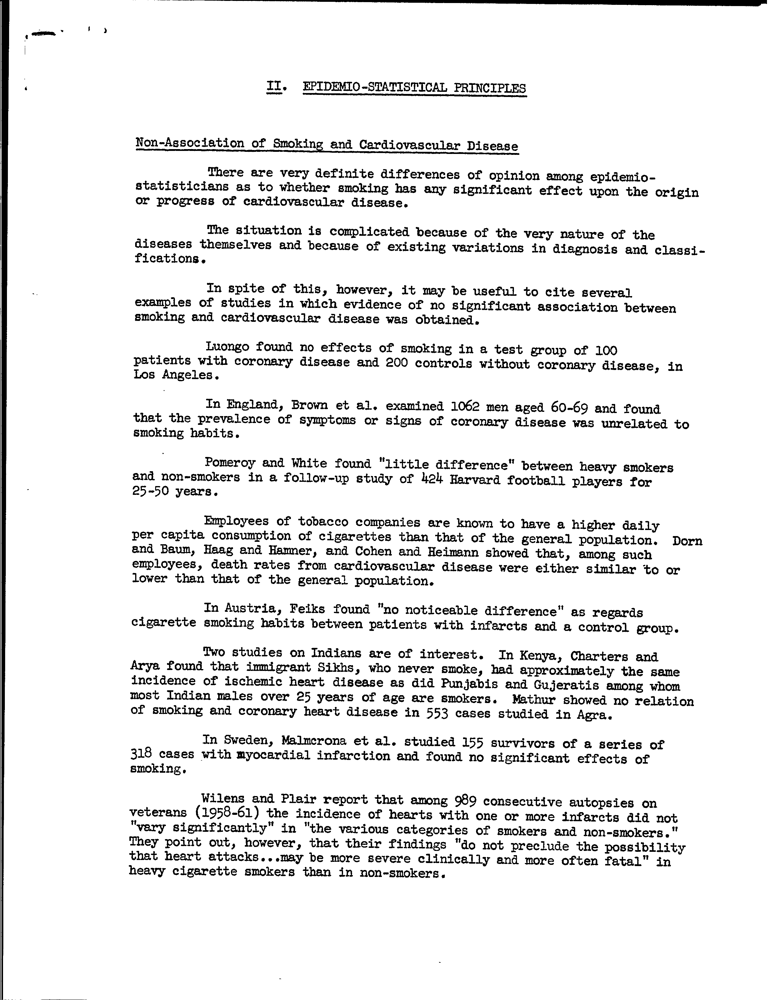 II. EPIDEMIO-STATISTICAL PRINCIPLES
Non-Association of Smoking and Cardiovascular Disease
There are very definite differences of opinion among epidemio-
statisticians as to whether smoking has any significant effect upon the origin
or progress of cardiovascular disease.
The situation is complicated because of the very nature of the
diseases themselves and because of existing variations in diagnosis and classi-
fications.
In spite of this, however, it may be useful to cite several
examples of studies in which evidence of no significant association between
smoking and cardiovascular disease was obtained.
Luongo found no effects of smoking in a test group of 100
patients with coronary disease and 200 controls without coronary disease, in
Los Angeles.
In England, Brown et al. examined 1062 men aged 60-69 and found
that the prevalence of symptoms or signs of coronary disease was unrelated to
smoking habits.
Pomeroy and White found "little difference" between heavy smokers
and non-smokers in a follow-up study of 424 Harvard football players for
25-50 years.
Employees of tobacco companies are known to have a higher daily
per capita consumption of cigarettes than that of the general population. Dorn
and Baum, Haag and Hamner, and Cohen and Heimann showed that, among such
employees, death rates from cardiovascular disease were either similar to or
lower than that of the general population.
In Austria, Feiks found "no noticeable difference" as regards
cigarette smoking habits between patients with infarcts and a control group.
Two studies on Indians are of interest. In Kenya, Charters and
Arya found that immigrant Sikhs, who never smoke, had approximately the same
incidence of ischemic heart disease as did Punjabis and Gujeratis among whom
most Indian males over 25 years of age are smokers. Mathur showed no relation
of smoking and coronary heart disease in 553 cases studied in Agra.
In Sweden, Malmcrona et al. studied 155 survivors of a series of
318 cases with myocardial infarction and found no significant effects of
smoking.
Wilens and Plair report that among 989 consecutive autopsies on
veterans (1958-61) the incidence of hearts with one or more infarcts did not
"vary significantly" in "the various categories of smokers and non-smokers."
They point out, however, that their findings "do not preclude the possibility
that heart attacks...may be more severe clinically and more often fatal" in
heavy cigarette smokers than in non-smokers.